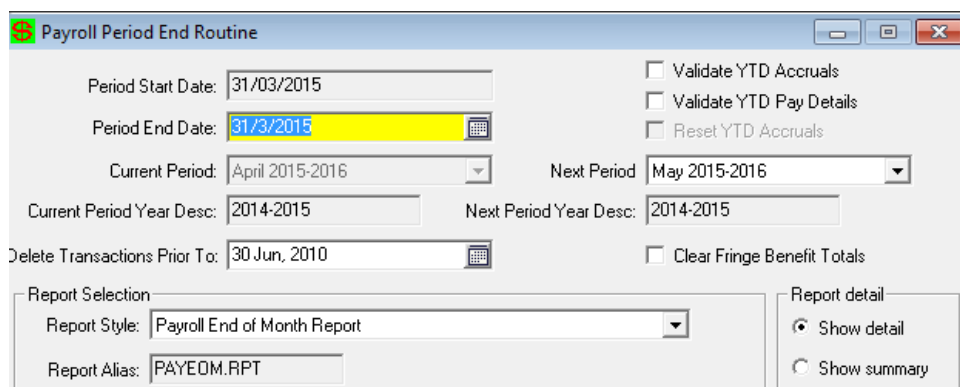 Payroll Period End Routine
Period Start Date: 31/03/2015
Validate YTD Accruals
Validate YTD Pay Details
Period End Date: 31/3/2015
Reset YTD Accruals
Current Period: April 2015-2016 Next Period May 2015-2016
Current Period Year Desc: 2014-2015 Next Period Year Desc: 2014-2015
Delete Transactions Prior To: 30 Jun, 2010 Clear Fringe Benefit Totals
Report Selection Report detail
Report Style: Payroll End of Month Report Show detail
Report Alias: PAYEOM.RPT Show summary